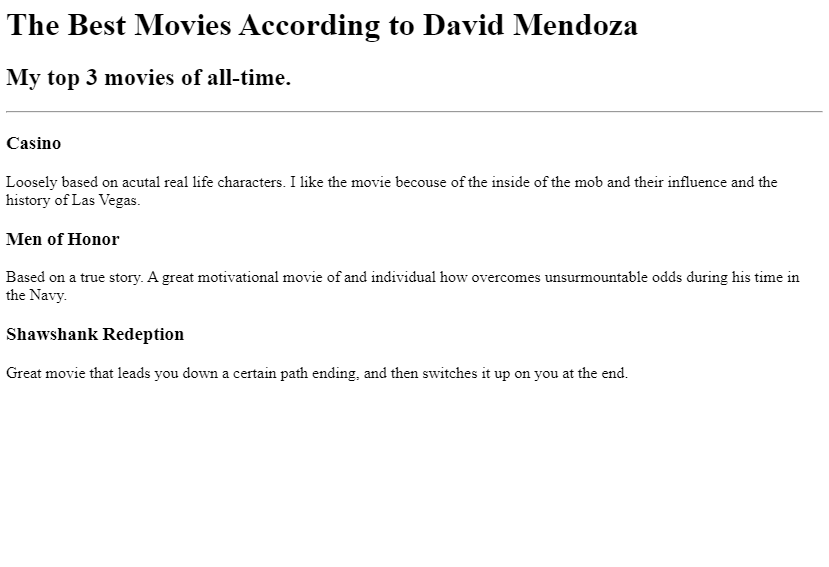 The Best Movies According to David Mendoza
My top 3 movies of all-time.
Casino
Loosely based on acutal real life characters. I like the movie becouse of the inside of the mob and their influence and the
history of Las Vegas.
Men of Honor
Based on a true story. A great motivational movie of and individual how overcomes unsurmountable odds during his time in
the Navy.
Shawshank Redeption
Great movie that leads you down a certain path ending, and then switches it up on you at the end.